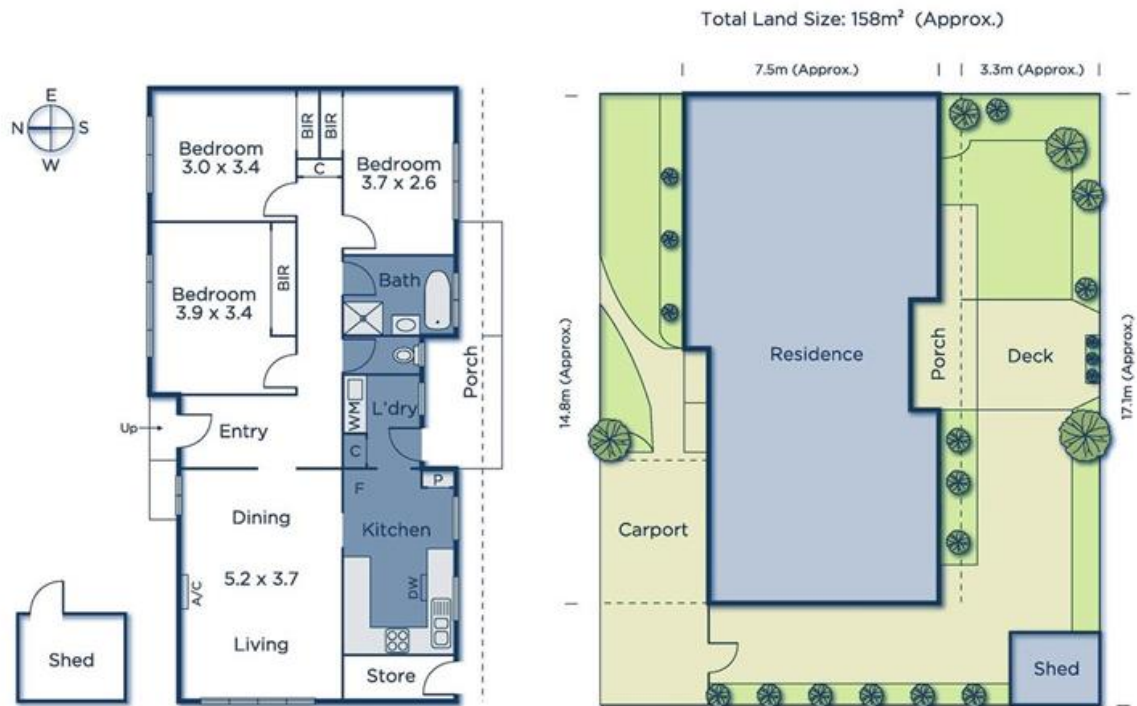 Total Land Size: 158m² (Approx.)
7.5m (Approx.)
3.3m (Approx.)
E
N
S
W
Bedroom
3.0 x 3.4
BIR
BIR
C
Bedroom
3.7 x 2.6
Bedroom
3.9 x 3.4
BIR
Bath
Porch
WM
L'dry
C
Up
Entry
F
P
Dining
Kitchen
5.2 x 3.7
A/C
DW
Living
Store
Shed
14.8m (Approx.)
Residence
Porch
Deck
17.1m (Approx.)
Carport
Shed